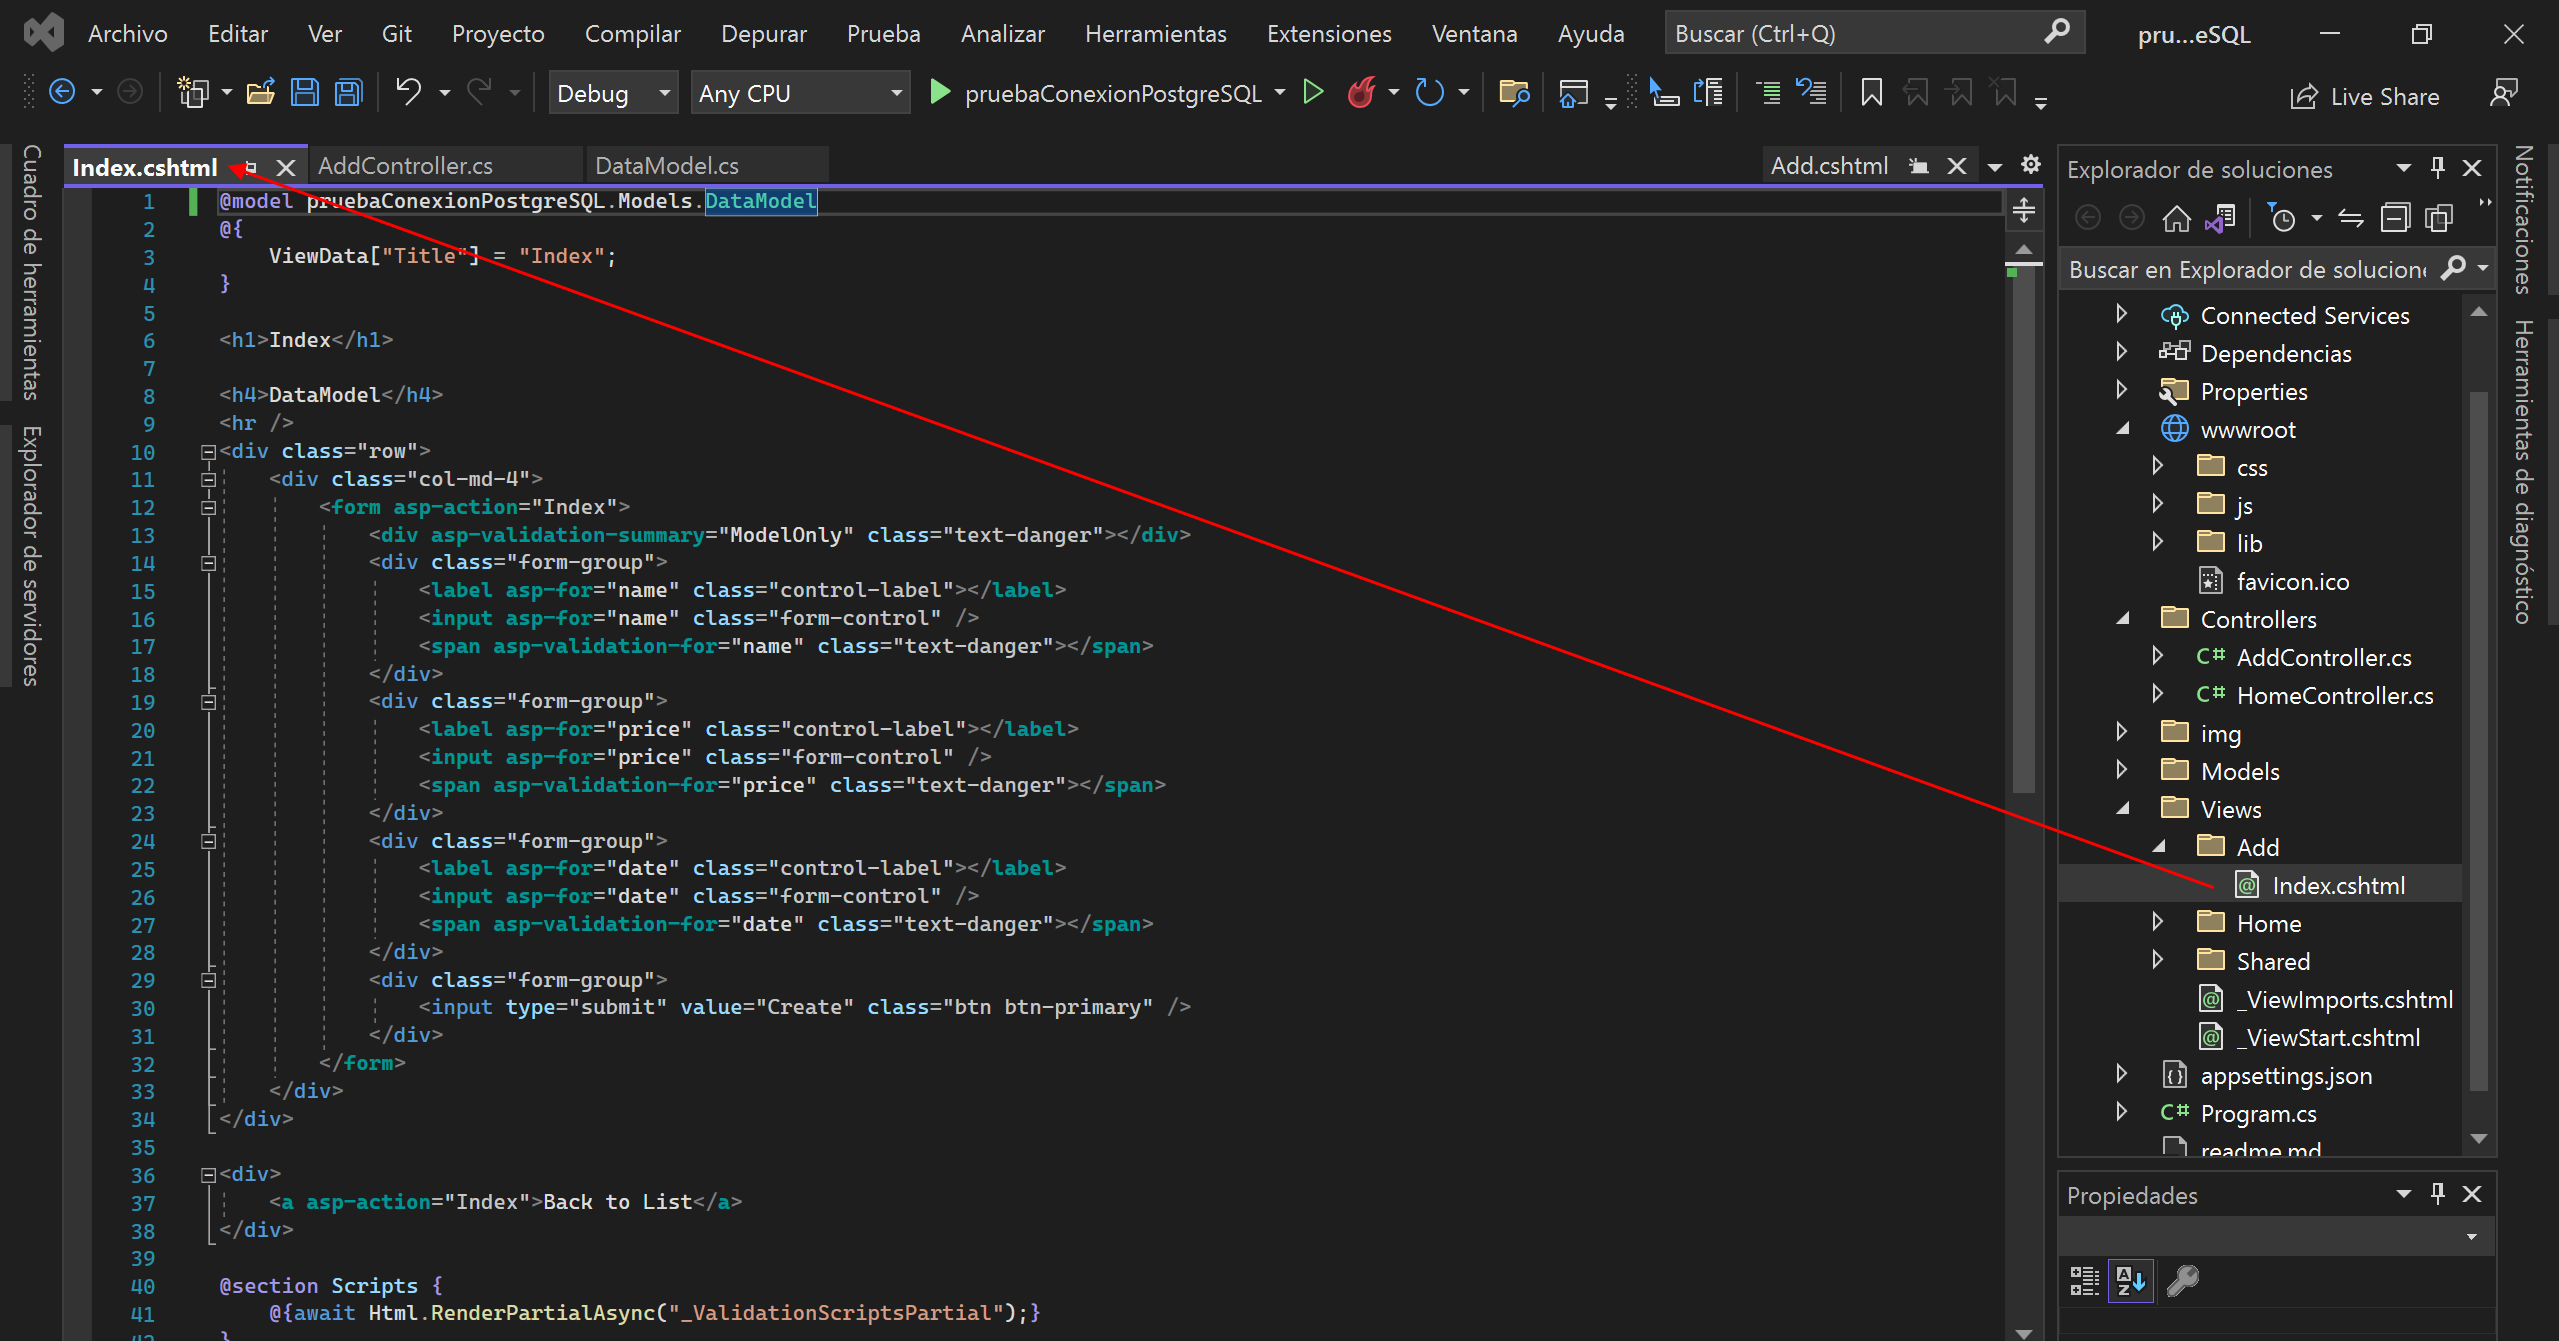 Archivo Editar Ver Git Proyecto Compilar Depurar Prueba Analizar Herramientas Extensiones Ventana Ayuda Buscar (Ctrl+Q) pru...eSQL
Debug Any CPU pruebaConexionPostgreSQL Live Share
Cuadro de herramientas
Explorador de servidores
Index.cshtml AddController.cs DataModel.cs Add.cshtml
1 @model pruebaConexionPostgreSQL.Models.DataModel
2 @{
3 ViewData["Title"] = "Index";
4 }
5
6 <h1>Index</h1>
7
8 <h4>DataModel</h4>
9 <hr />
10 <div class="row">
11 <div class="col-md-4">
12 <form asp-action="Index">
13 <div asp-validation-summary="ModelOnly" class="text-danger"></div>
14 <div class="form-group">
15 <label asp-for="name" class="control-label"></label>
16 <input asp-for="name" class="form-control" />
17 <span asp-validation-for="name" class="text-danger"></span>
18 </div>
19 <div class="form-group">
20 <label asp-for="price" class="control-label"></label>
21 <input asp-for="price" class="form-control" />
22 <span asp-validation-for="price" class="text-danger"></span>
23 </div>
24 <div class="form-group">
25 <label asp-for="date" class="control-label"></label>
26 <input asp-for="date" class="form-control" />
27 <span asp-validation-for="date" class="text-danger"></span>
28 </div>
29 <div class="form-group">
30 <input type="submit" value="Create" class="btn btn-primary" />
31 </div>
32 </form>
33 </div>
34 </div>
35
36 <div>
37 <a asp-action="Index">Back to List</a>
38 </div>
39
40 @section Scripts {
41 @{await Html.RenderPartialAsync("_ValidationScriptsPartial");}
42 }
Explorador de soluciones
Buscar en Explorador de solucione
Connected Services
Dependencias
Properties
wwwroot
css
js
lib
favicon.ico
Controllers
C# AddController.cs
C# HomeController.cs
img
Models
Views
Add
Index.cshtml
Home
Shared
_ViewImports.cshtml
_ViewStart.cshtml
appsettings.json
C# Program.cs
readme.md
Propiedades
Notificaciones
Herramientas de diagnóstico